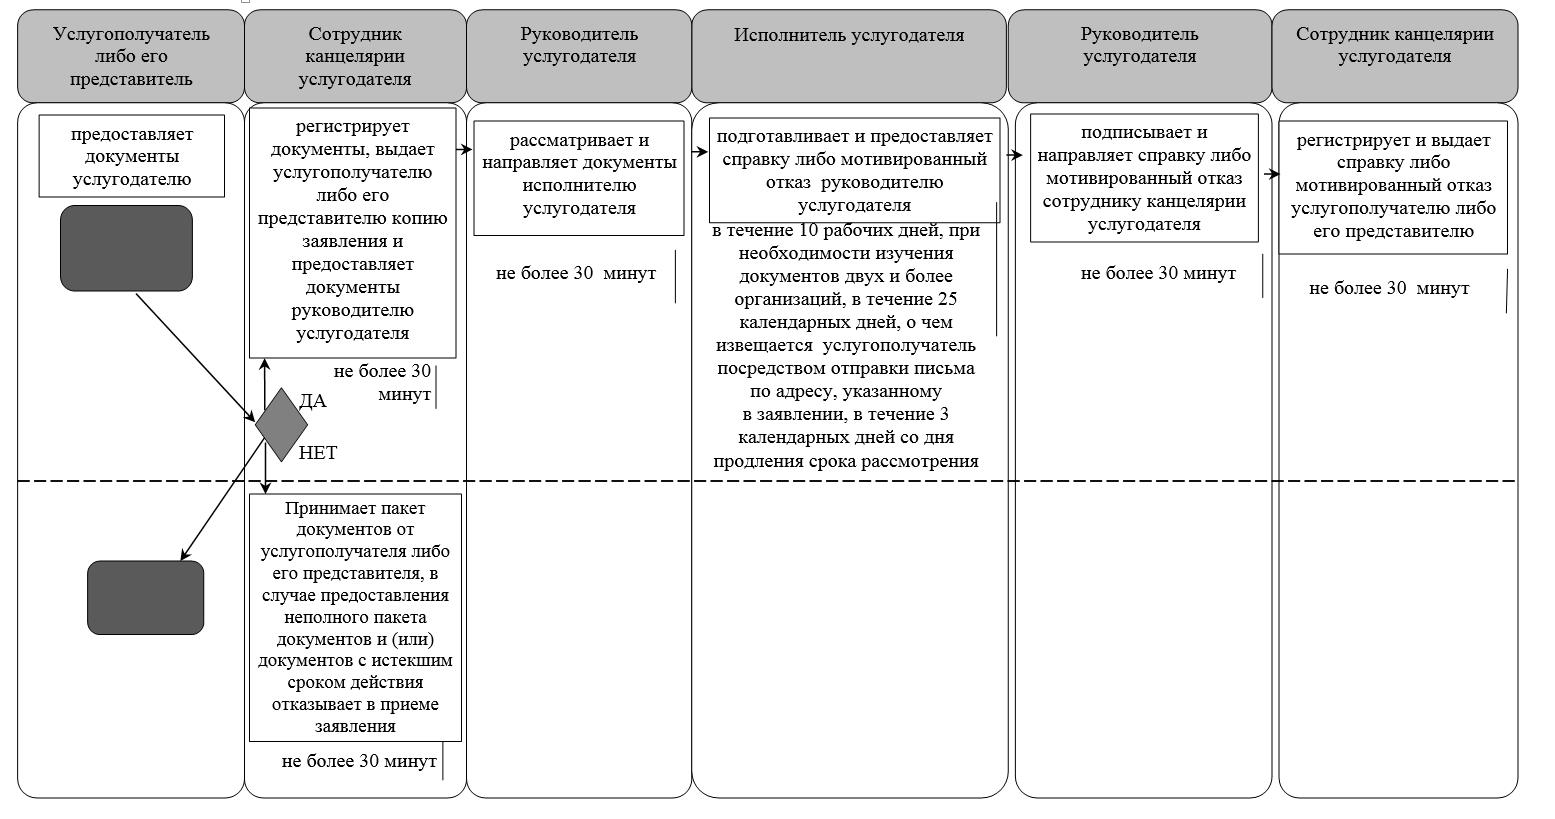 Услугополучатель
либо его
представитель
Сотрудник
канцелярии
услугодателя
Руководитель
услугодателя
Исполнитель услугодателя
Руководитель
услугодателя
Сотрудник канцелярии
услугодателя
предоставляет
документы
услугодателю
регистрирует
документы, выдает
услугополучателю
либо его
представителю копию
заявления и
предоставляет
документы
руководителю
услугодателя
не более 30
минут
ДА
НЕТ
Принимает пакет
документов от
услугополучателя либо
его представителя, в
случае предоставления
неполного пакета
документов и (или)
документов с истекшим
сроком действия
отказывает в приеме
заявления
не более 30 минут
рассматривает и
направляет документы
исполнителю
услугодателя
не более 30 минут
подготавливает и предоставляет
справку либо мотивированный
отказ руководителю
услугодателя
в течение 10 рабочих дней, при
необходимости изучения
документов двух и более
организаций, в течение 25
календарных дней, о чем
извещается услугополучатель
посредством отправки письма
по адресу, указанному
в заявлении, в течение 3
календарных дней со дня
продления срока рассмотрения
подписывает и
направляет справку либо
мотивированный отказ
сотруднику канцелярии
услугодателя
не более 30 минут
регистрирует и выдает
справку либо
мотивированный отказ
услугополучателю либо
его представителю
не более 30 минут